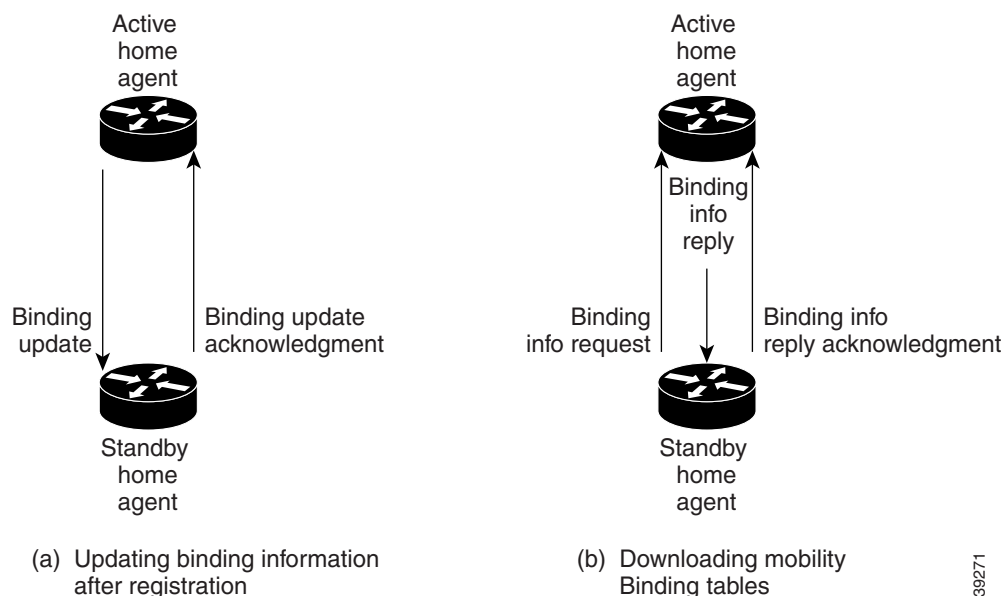 Active
home
agent
Binding
update
Binding update
acknowledgment
Standby
home
agent
(a) Updating binding information
after registration
Active
home
agent
Binding
info
reply
Binding
info request
Binding info
reply acknowledgment
Standby
home
agent
(b) Downloading mobility
Binding tables
39271